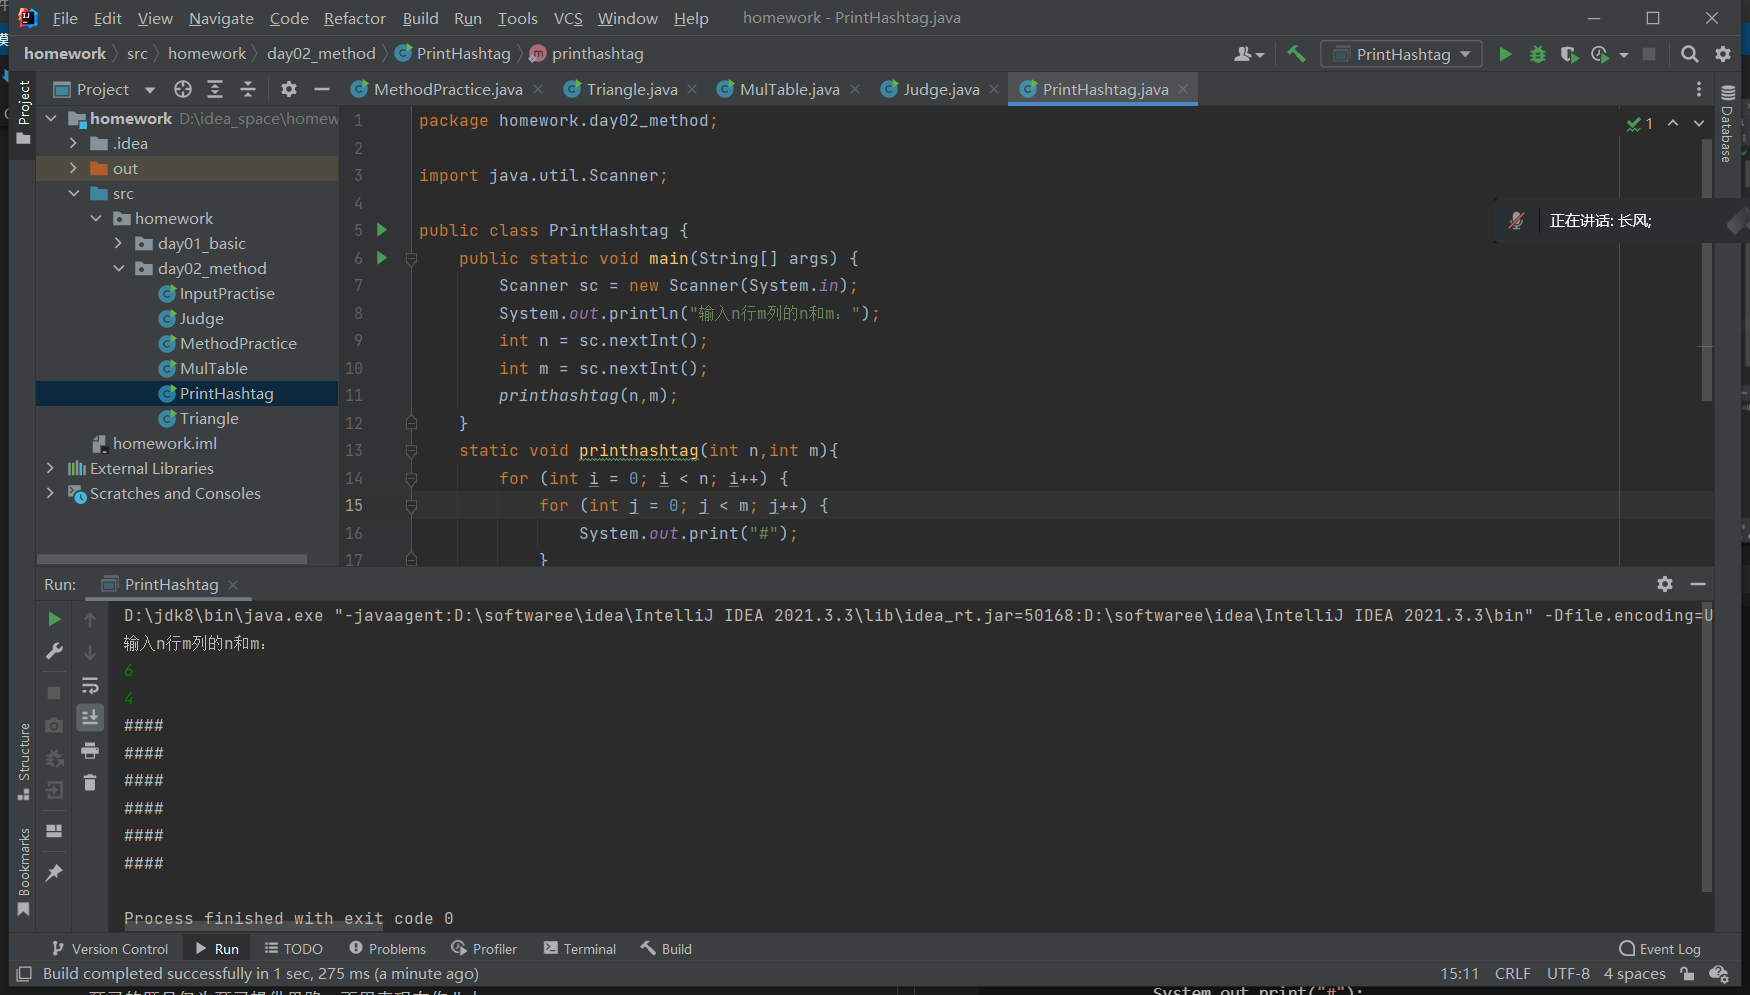 File Edit View Navigate Code Refactor Build Run Tools VCS Window Help homework - PrintHashtag.java
homework src homework day02_method PrintHashtag printhashtag PrintHashtag
Project MethodPractice.java Triangle.java MulTable.java Judge.java PrintHashtag.java
Project
Database
Structure
Bookmarks
homework D:\idea_space\homew
.idea
out
src
homework
day01_basic
day02_method
InputPractise
Judge
MethodPractice
MulTable
PrintHashtag
Triangle
homework.iml
External Libraries
Scratches and Consoles
1 package homework.day02_method;
2
3 import java.util.Scanner;
4
5 public class PrintHashtag {
6 public static void main(String[] args) {
7 Scanner sc = new Scanner(System.in);
8 System.out.println("输入n行m列的n和m：");
9 int n = sc.nextInt();
10 int m = sc.nextInt();
11 printhashtag(n,m);
12 }
13 static void printhashtag(int n,int m){
14 for (int i = 0; i < n; i++) {
15 for (int j = 0; j < m; j++) {
16 System.out.print("#");
17 }
1
正在讲话: 长风;
Run: PrintHashtag
D:\jdk8\bin\java.exe "-javaagent:D:\softwaree\idea\IntelliJ IDEA 2021.3.3\lib\idea_rt.jar=50168:D:\softwaree\idea\IntelliJ IDEA 2021.3.3\bin" -Dfile.encoding=U
输入n行m列的n和m：
6
4
####
####
####
####
####
####
Process finished with exit code 0
Version Control Run TODO Problems Profiler Terminal Build Event Log
Build completed successfully in 1 sec, 275 ms (a minute ago) 15:11 CRLF UTF-8 4 spaces
System.out.print("#");